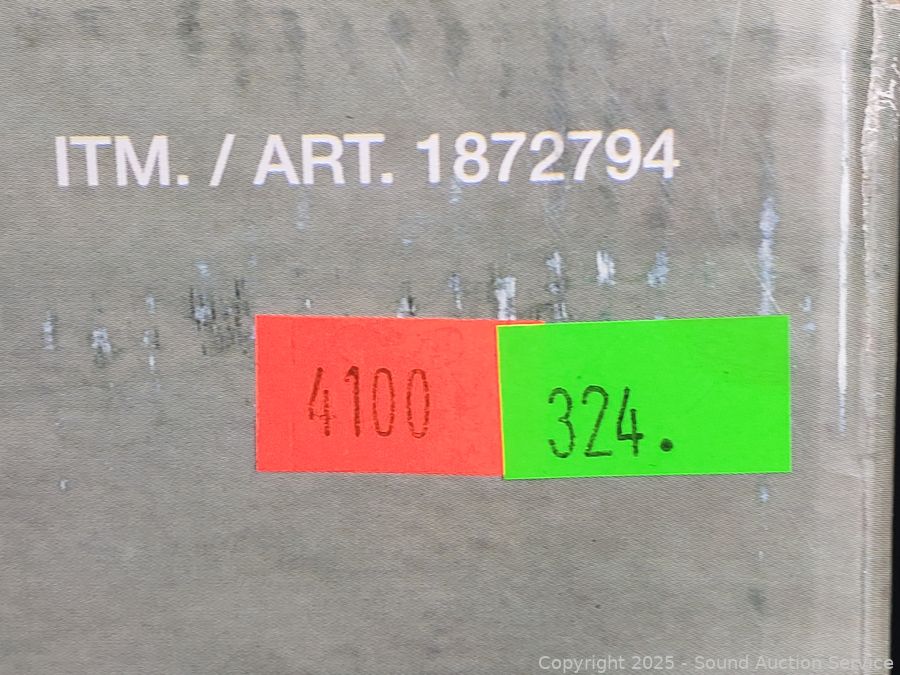 ITM. / ART. 1872794
4100
324.
Copyright 2025 - Sound Auction Service